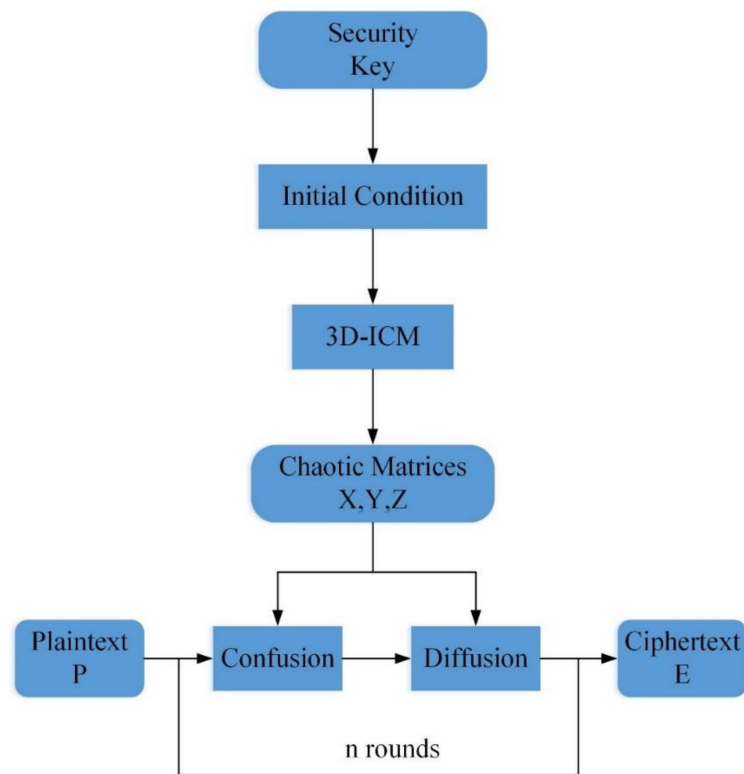 Security
Key
Initial Condition
3D-ICM
Chaotic Matrices
X,Y,Z
Plaintext
P
Confusion
Diffusion
Ciphertext
E
n rounds